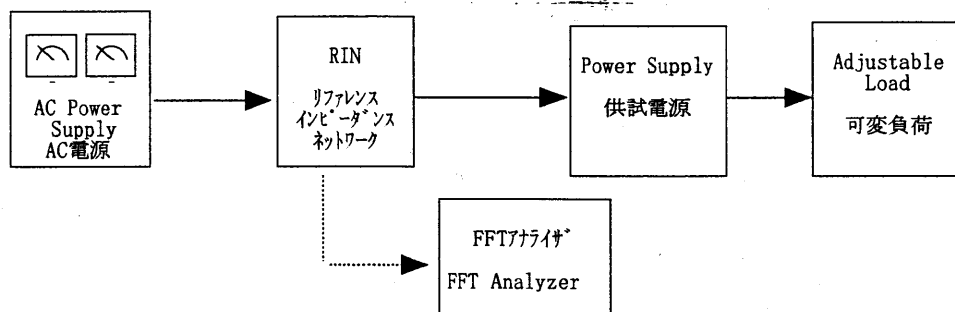 AC Power
Supply
AC電源
RIN
リファレンス
インピーダンス
ネットワーク
Power Supply
供試電源
Adjustable
Load
可変負荷
FFTアナライザ
FFT Analyzer